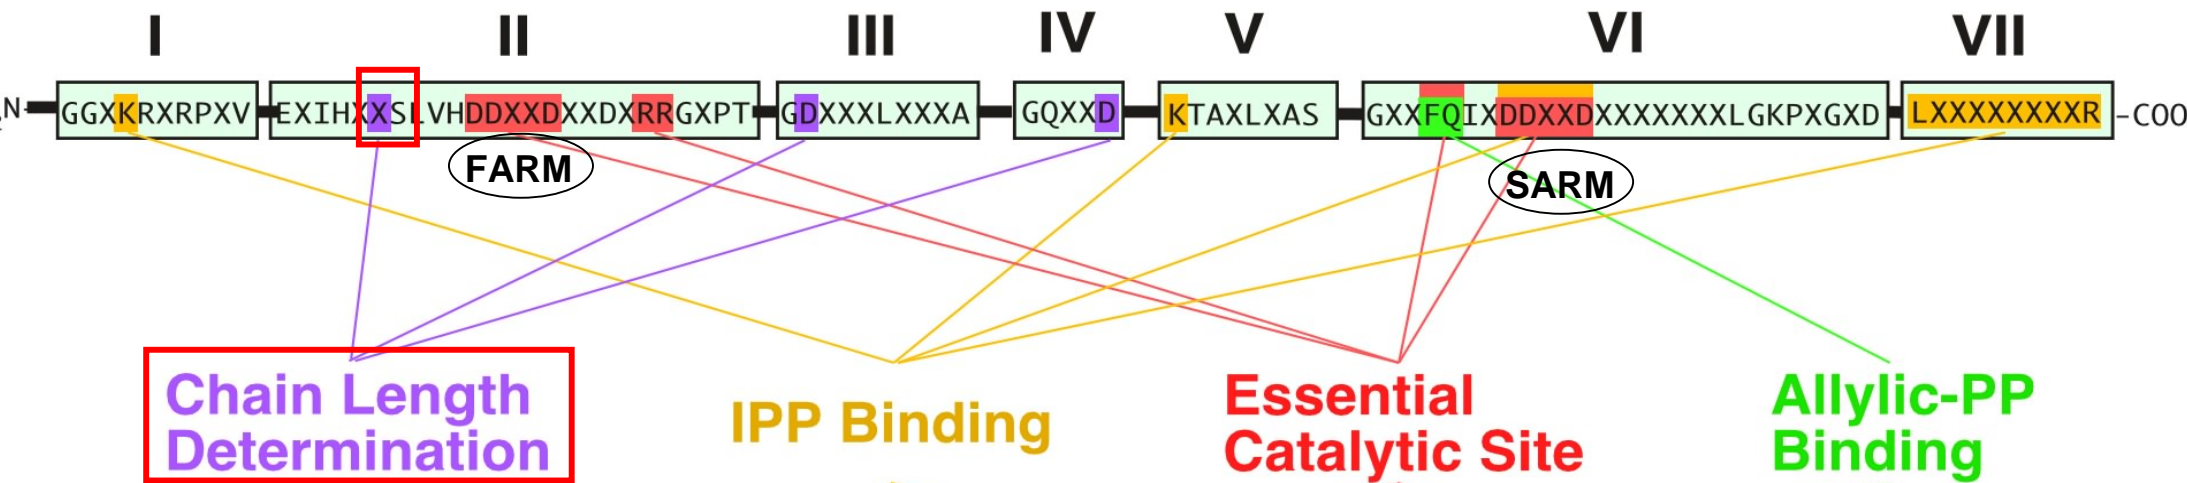 I II III IV V VI VII
N- GGXKRXRPXV EXIHXXSLVHDDXXDXXDXRRGXPT GDXXXLXXXA GQXXD KTAXLXAS GXXFQIXDDXXDXXXXXXXLGKPXGXD LXXXXXXXXR -COO
FARM SARM
Chain Length
Determination
IPP Binding
Essential
Catalytic Site
Allylic-PP
Binding